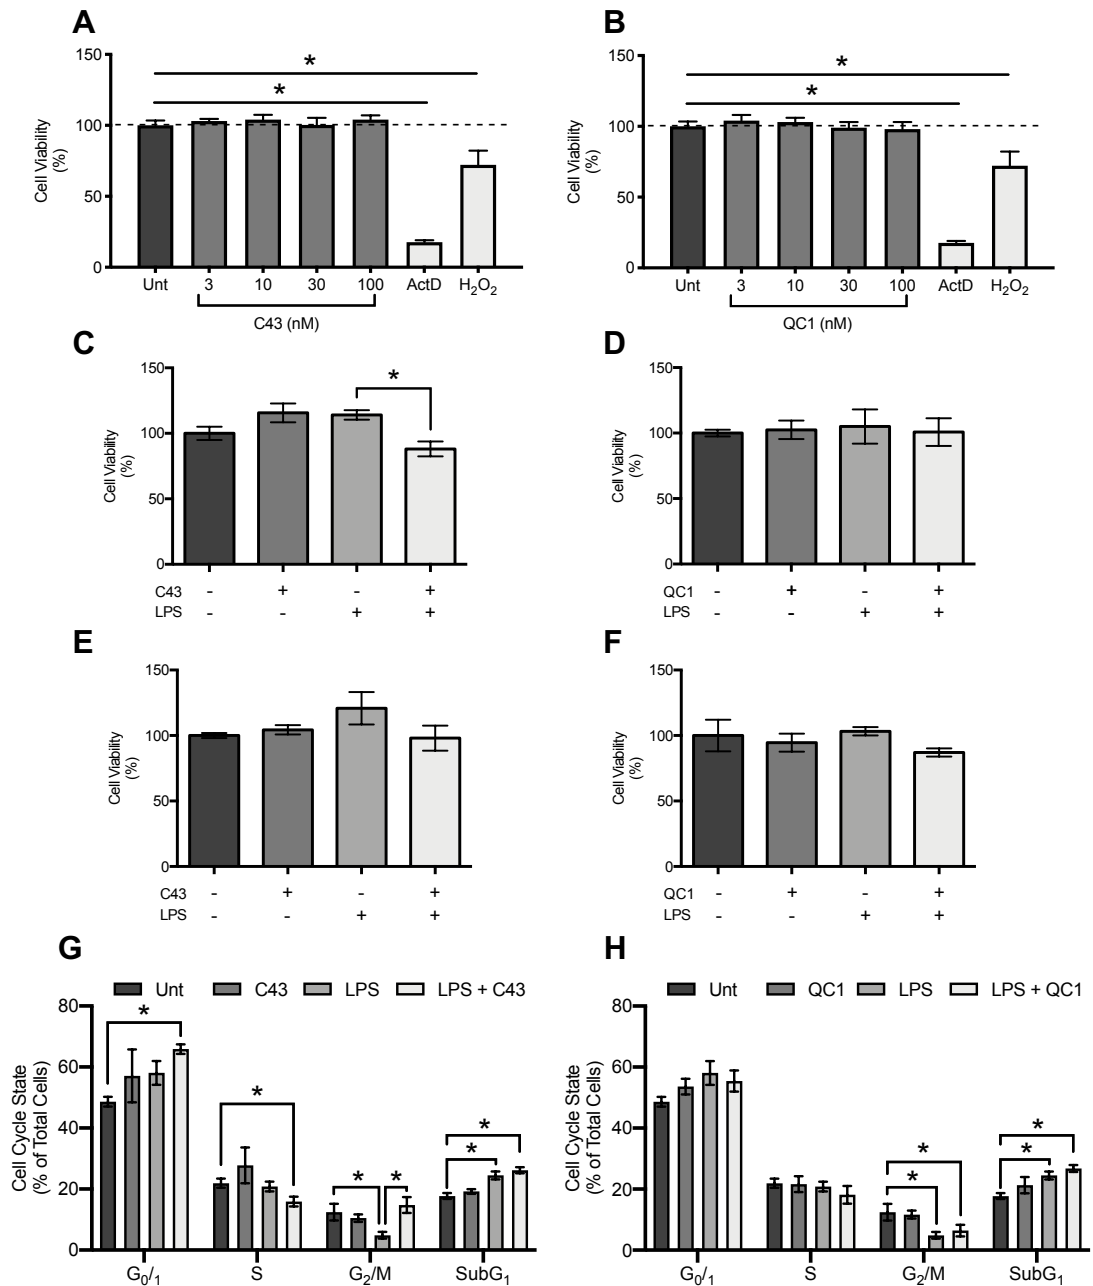 A
150
100
50
0
Cell Viability
(%)
*
*
Unt 3 10 30 100 ActD H₂O₂
C43 (nM)
B
150
100
50
0
Cell Viability
(%)
*
*
Unt 3 10 30 100 ActD H₂O₂
QC1 (nM)
C
150
100
50
0
Cell Viability
(%)
*
C43 - + - +
LPS - - + +
D
150
100
50
0
Cell Viability
(%)
QC1 - + - +
LPS - - + +
E
150
100
50
0
Cell Viability
(%)
C43 - + - +
LPS - - + +
F
150
100
50
0
Cell Viability
(%)
QC1 - + - +
LPS - - + +
G
Unt C43 LPS LPS + C43
80
60
40
20
0
Cell Cycle State
(% of Total Cells)
*
*
* *
*
*
G₀/₁ S G₂/M SubG₁
H
Unt QC1 LPS LPS + QC1
80
60
40
20
0
Cell Cycle State
(% of Total Cells)
*
*
*
*
G₀/₁ S G₂/M SubG₁